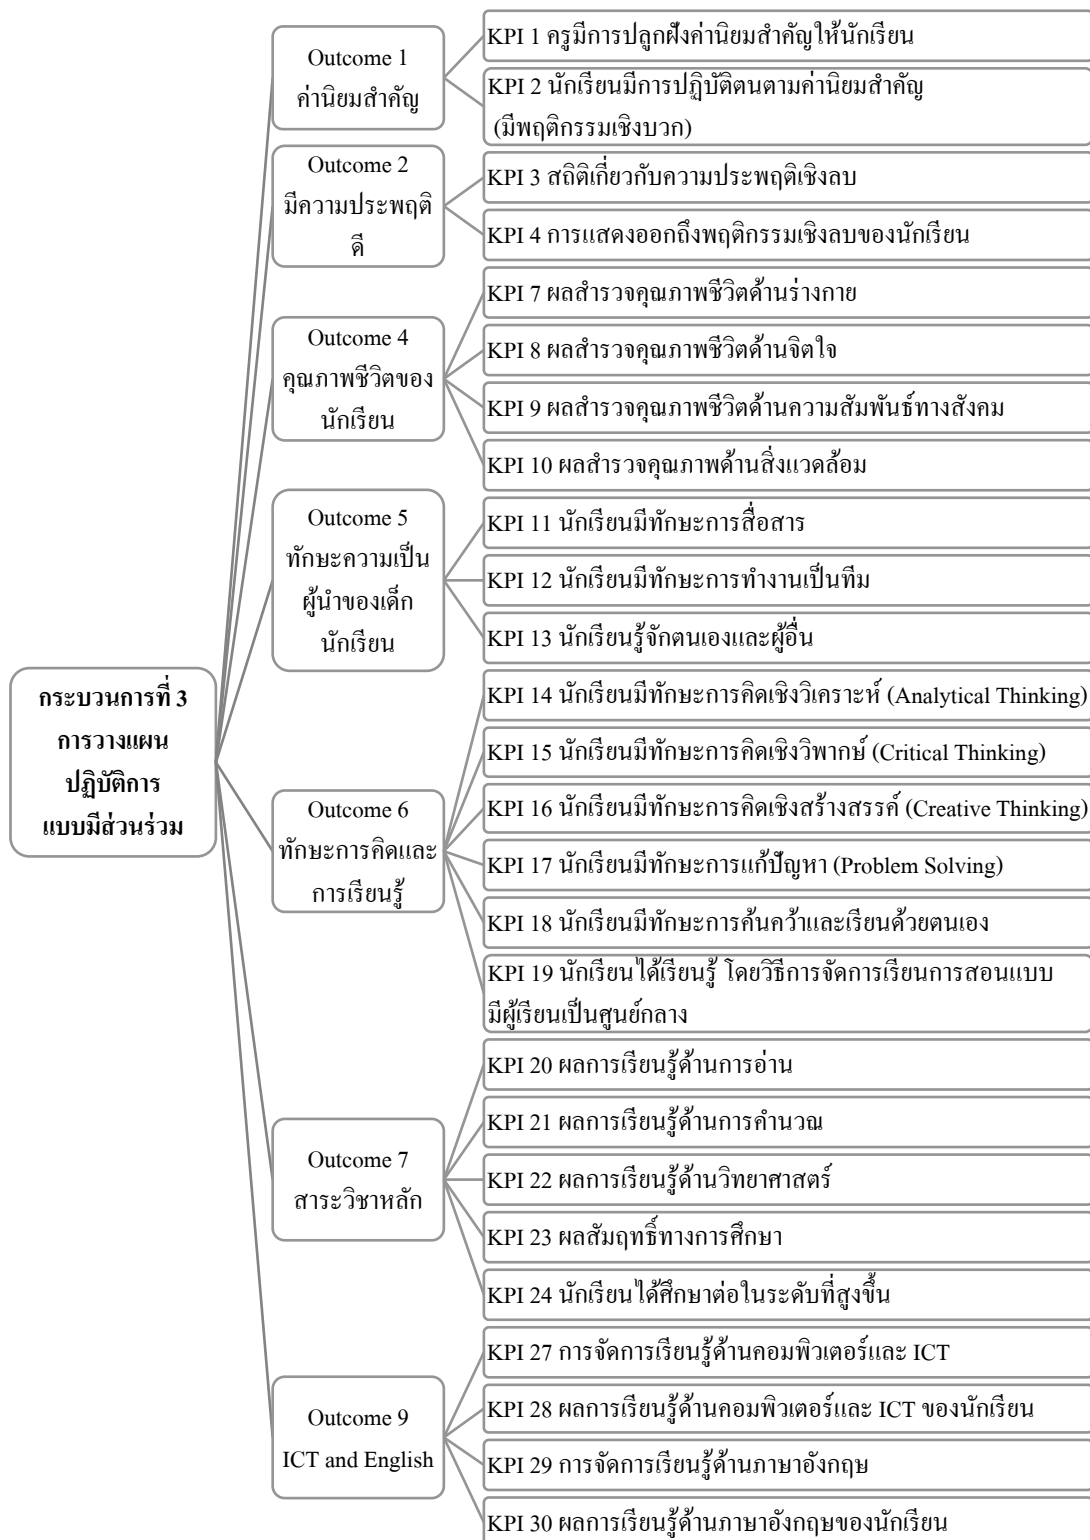 กระบวนการที่ 3
การวางแผน
ปฏิบัติการ
แบบมีส่วนร่วม
Outcome 1
ค่านิยมสำคัญ
KPI 1 ครูมีการปลูกฝังค่านิยมสำคัญให้นักเรียน
KPI 2 นักเรียนมีการปฏิบัติตนตามค่านิยมสำคัญ
(มีพฤติกรรมเชิงบวก)
Outcome 2
มีความประพฤติ
ดี
KPI 3 สถิติเกี่ยวกับความประพฤติเชิงลบ
KPI 4 การแสดงออกถึงพฤติกรรมเชิงลบของนักเรียน
Outcome 4
คุณภาพชีวิตของ
นักเรียน
KPI 7 ผลสำรวจคุณภาพชีวิตด้านร่างกาย
KPI 8 ผลสำรวจคุณภาพชีวิตด้านจิตใจ
KPI 9 ผลสำรวจคุณภาพชีวิตด้านความสัมพันธ์ทางสังคม
KPI 10 ผลสำรวจคุณภาพด้านสิ่งแวดล้อม
Outcome 5
ทักษะความเป็น
ผู้นำของเด็ก
นักเรียน
KPI 11 นักเรียนมีทักษะการสื่อสาร
KPI 12 นักเรียนมีทักษะการทำงานเป็นทีม
KPI 13 นักเรียนรู้จักตนเองและผู้อื่น
Outcome 6
ทักษะการคิดและ
การเรียนรู้
KPI 14 นักเรียนมีทักษะการคิดเชิงวิเคราะห์ (Analytical Thinking)
KPI 15 นักเรียนมีทักษะการคิดเชิงวิพากษ์ (Critical Thinking)
KPI 16 นักเรียนมีทักษะการคิดเชิงสร้างสรรค์ (Creative Thinking)
KPI 17 นักเรียนมีทักษะการแก้ปัญหา (Problem Solving)
KPI 18 นักเรียนมีทักษะการค้นคว้าและเรียนด้วยตนเอง
KPI 19 นักเรียนได้เรียนรู้ โดยวิธีการจัดการเรียนการสอนแบบ
มีผู้เรียนเป็นศูนย์กลาง
Outcome 7
สาระวิชาหลัก
KPI 20 ผลการเรียนรู้ด้านการอ่าน
KPI 21 ผลการเรียนรู้ด้านการคำนวณ
KPI 22 ผลการเรียนรู้ด้านวิทยาศาสตร์
KPI 23 ผลสัมฤทธิ์ทางการศึกษา
KPI 24 นักเรียนได้ศึกษาต่อในระดับที่สูงขึ้น
Outcome 9
ICT and English
KPI 27 การจัดการเรียนรู้ด้านคอมพิวเตอร์และ ICT
KPI 28 ผลการเรียนรู้ด้านคอมพิวเตอร์และ ICT ของนักเรียน
KPI 29 การจัดการเรียนรู้ด้านภาษาอังกฤษ
KPI 30 ผลการเรียนรู้ด้านภาษาอังกฤษของนักเรียน